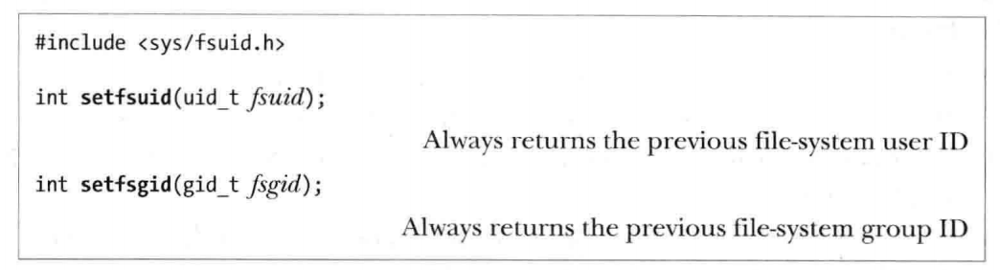 #include <sys/fsuid.h>
int setfsuid(uid_t fsuid);
Always returns the previous file-system user ID
int setfsgid(gid_t fsgid);
Always returns the previous file-system group ID